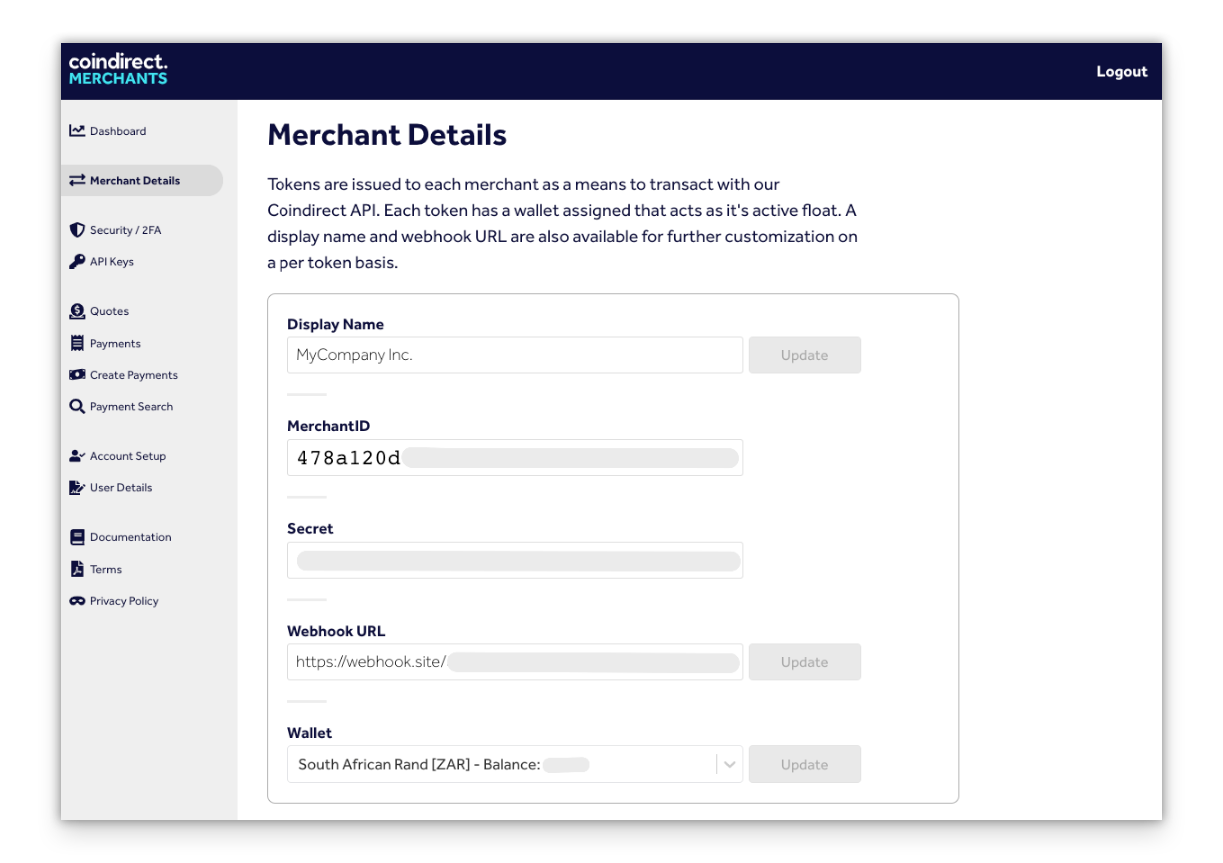 coindirect.
MERCHANTS
Logout
Dashboard
Merchant Details
Security / 2FA
API Keys
Quotes
Payments
Create Payments
Payment Search
Account Setup
User Details
Documentation
Terms
Privacy Policy
Merchant Details
Tokens are issued to each merchant as a means to transact with our
Coindirect API. Each token has a wallet assigned that acts as it's active float. A
display name and webhook URL are also available for further customization on
a per token basis.
Display Name
MyCompany Inc.
Update
MerchantID
478a120d
Secret
Webhook URL
https://webhook.site/
Update
Wallet
South African Rand [ZAR] - Balance:
Update